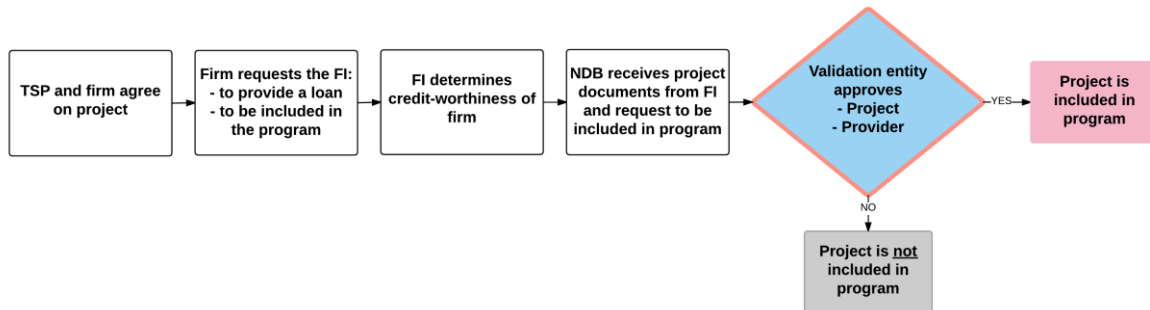 TSP and firm agree
on project
Firm requests the FI:
- to provide a loan
- to be included in
the program
FI determines
credit-worthiness of
firm
NDB receives project
documents from FI
and request to be
included in program
Validation entity
approves
- Project
- Provider
YES
Project is
included in
program
NO
Project is not
included in
program